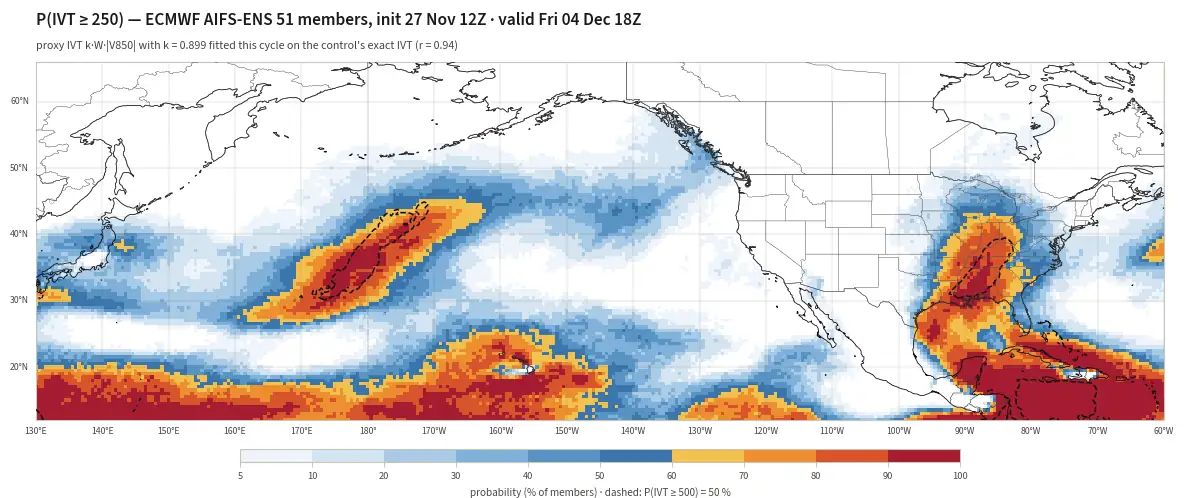 P(IVT ≥ 250) — ECMWF AIFS-ENS 51 members, init 27 Nov 12Z · valid Fri 04 Dec 18Z
proxy IVT k·W·|V850| with k = 0.899 fitted this cycle on the control's exact IVT (r = 0.94)
60°N
50°N
40°N
30°N
20°N
130°E 140°E 150°E 160°E 170°E 180° 170°W 160°W 150°W 140°W 130°W 120°W 110°W 100°W 90°W 80°W 70°W 60°W
5 10 20 30 40 50 60 70 80 90 100
probability (% of members) · dashed: P(IVT ≥ 500) = 50 %